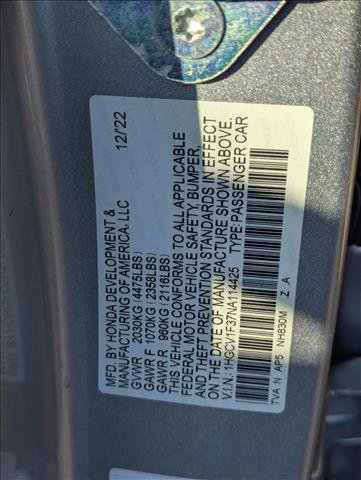 MFD. BY HONDA DEVELOPMENT &
MANUFACTURING OF AMERICA, LLC 12/'22
GVWR 2030KG (4475LBS)
GAWR F 1070KG (2358LBS)
GAWR R 960KG (2116LBS)
THIS VEHICLE CONFORMS TO ALL APPLICABLE
FEDERAL MOTOR VEHICLE SAFETY BUMPER,
AND THEFT PREVENTION STANDARDS IN EFFECT
ON THE DATE OF MANUFACTURE SHOWN ABOVE.
V.I.N.: 1HGCV1F37NA114425 TYPE:PASSENGER CAR
TVA N AP5 NH830M Z A